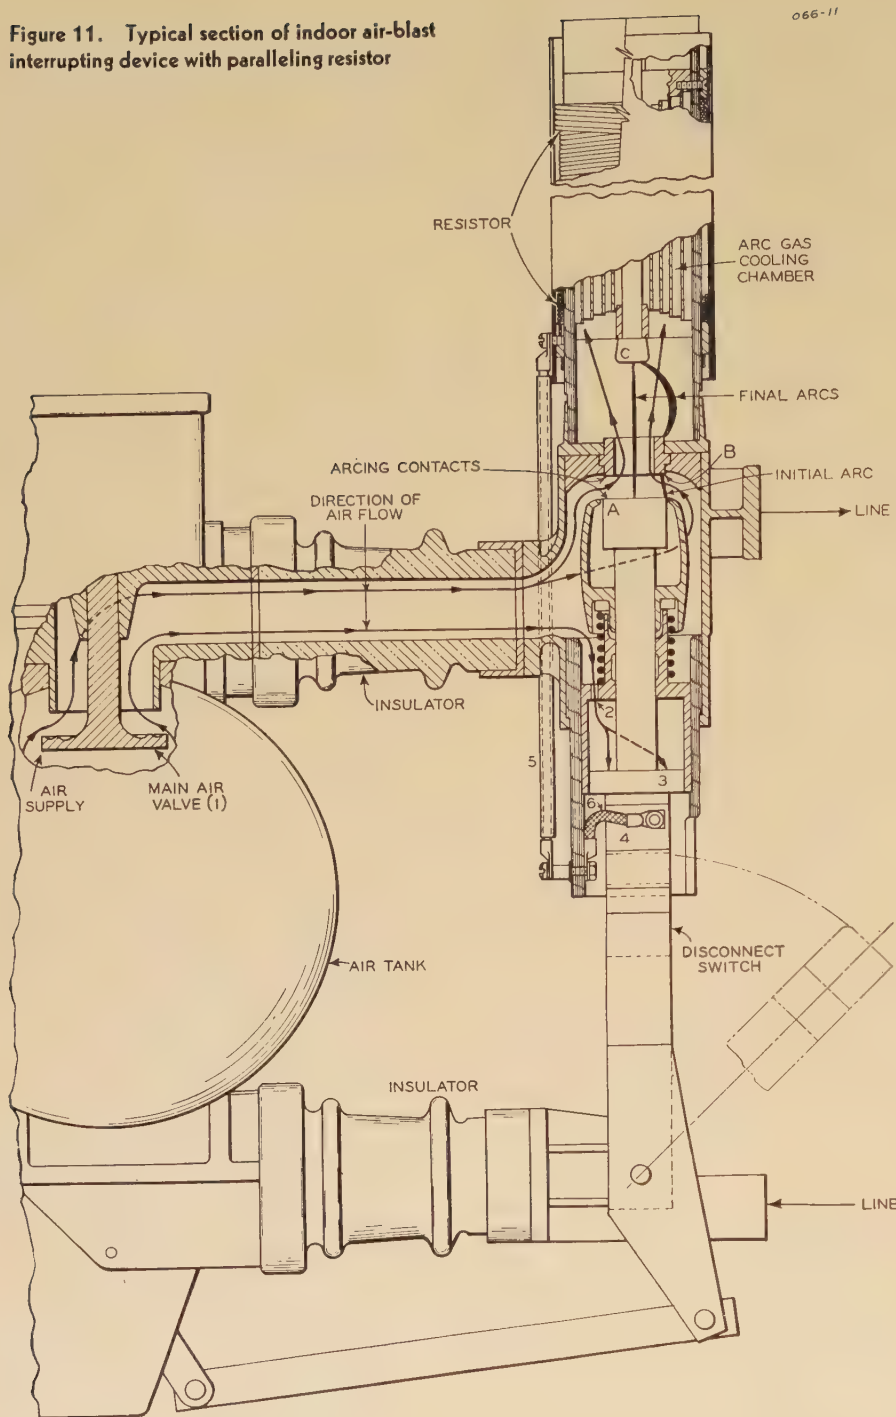 066-11
Figure 11. Typical section of indoor air-blast
interrupting device with paralleling resistor
RESISTOR
ARC GAS
COOLING
CHAMBER
C
FINAL ARCS
B
ARCING CONTACTS
INITIAL ARC
DIRECTION OF
AIR FLOW
A
LINE
INSULATOR
2
AIR
SUPPLY
MAIN AIR
VALVE (1)
5
3
6
4
DISCONNECT
SWITCH
AIR TANK
INSULATOR
LINE